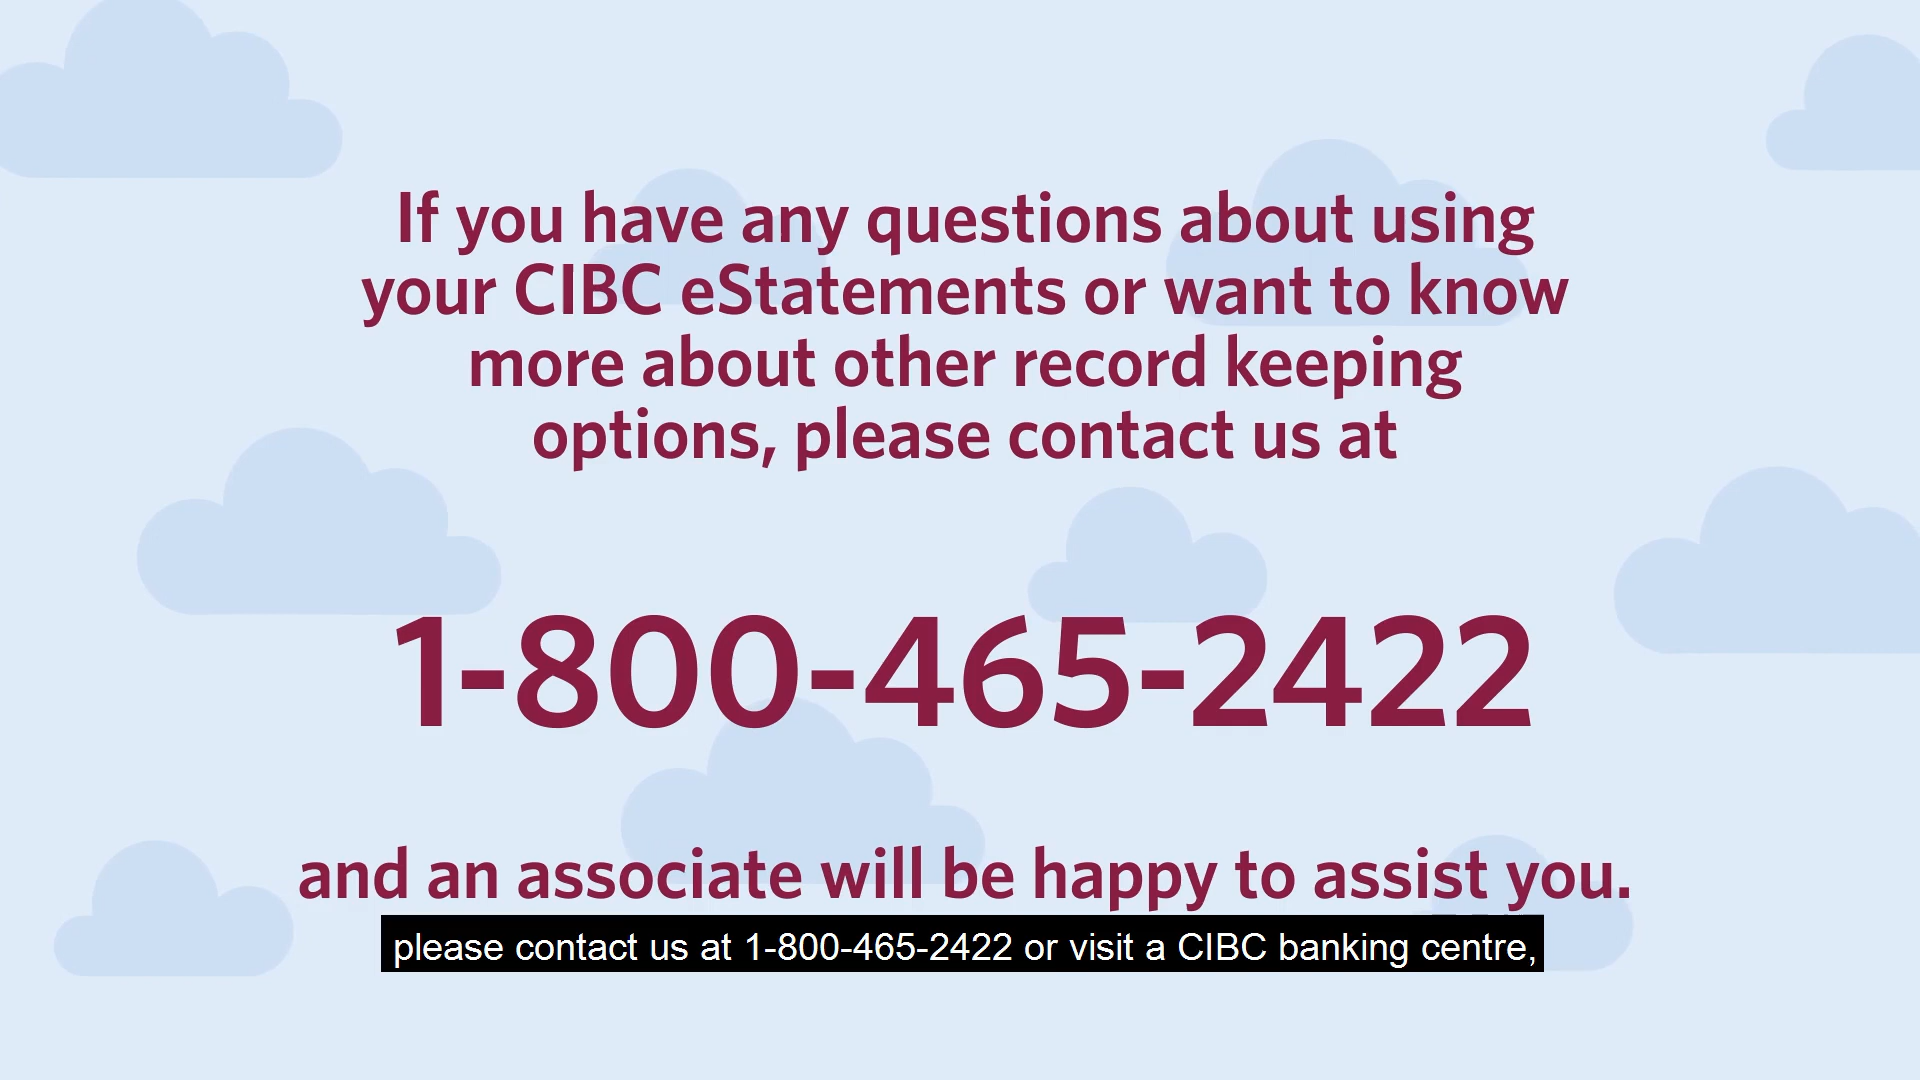 If you have any questions about using
your CIBC eStatements or want to know
more about other record keeping
options, please contact us at
1-800-465-2422
and an associate will be happy to assist you.
please contact us at 1-800-465-2422 or visit a CIBC banking centre,